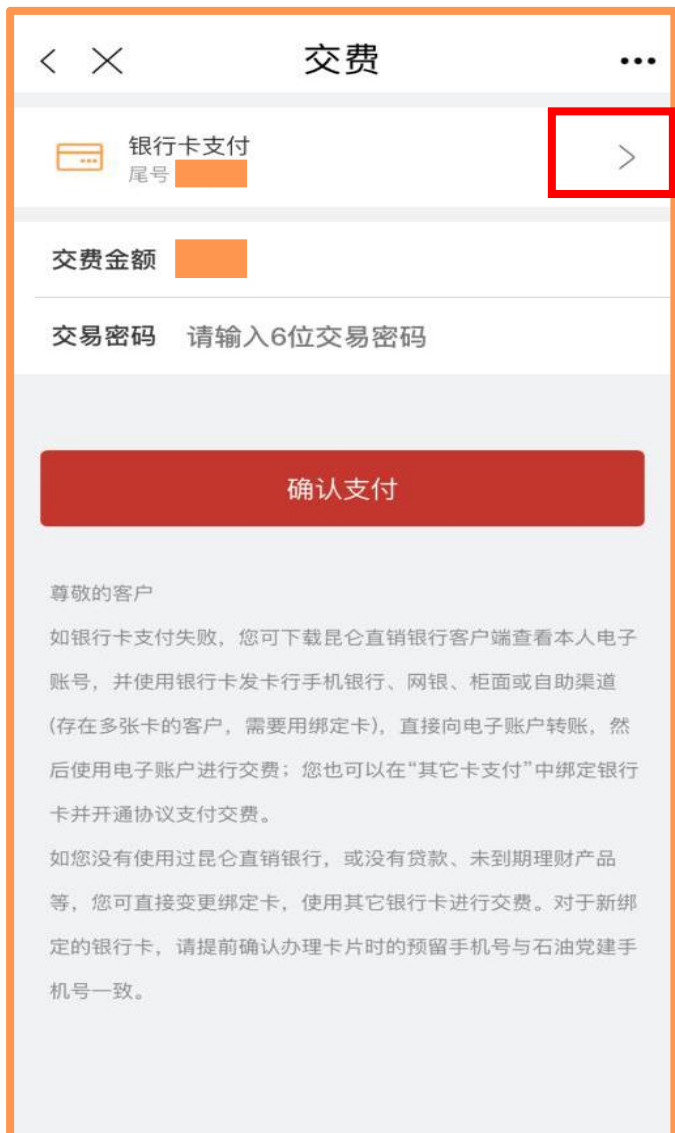 交费
银行卡支付
尾号
交费金额
交易密码 请输入6位交易密码
确认支付
尊敬的客户
如银行卡支付失败，您可下载昆仑直销银行客户端查看本人电子
账号，并使用银行卡发卡行手机银行、网银、柜面或自助渠道
(存在多张卡的客户，需要用绑定卡)，直接向电子账户转账，然
后使用电子账户进行交费；您也可以在“其它卡支付”中绑定银行
卡并开通协议支付交费。
如您没有使用过昆仑直销银行，或没有贷款、未到期理财产品
等，您可直接变更绑定卡，使用其它银行卡进行交费。对于新绑
定的银行卡，请提前确认办理卡片时的预留手机号与石油党建手
机号一致。